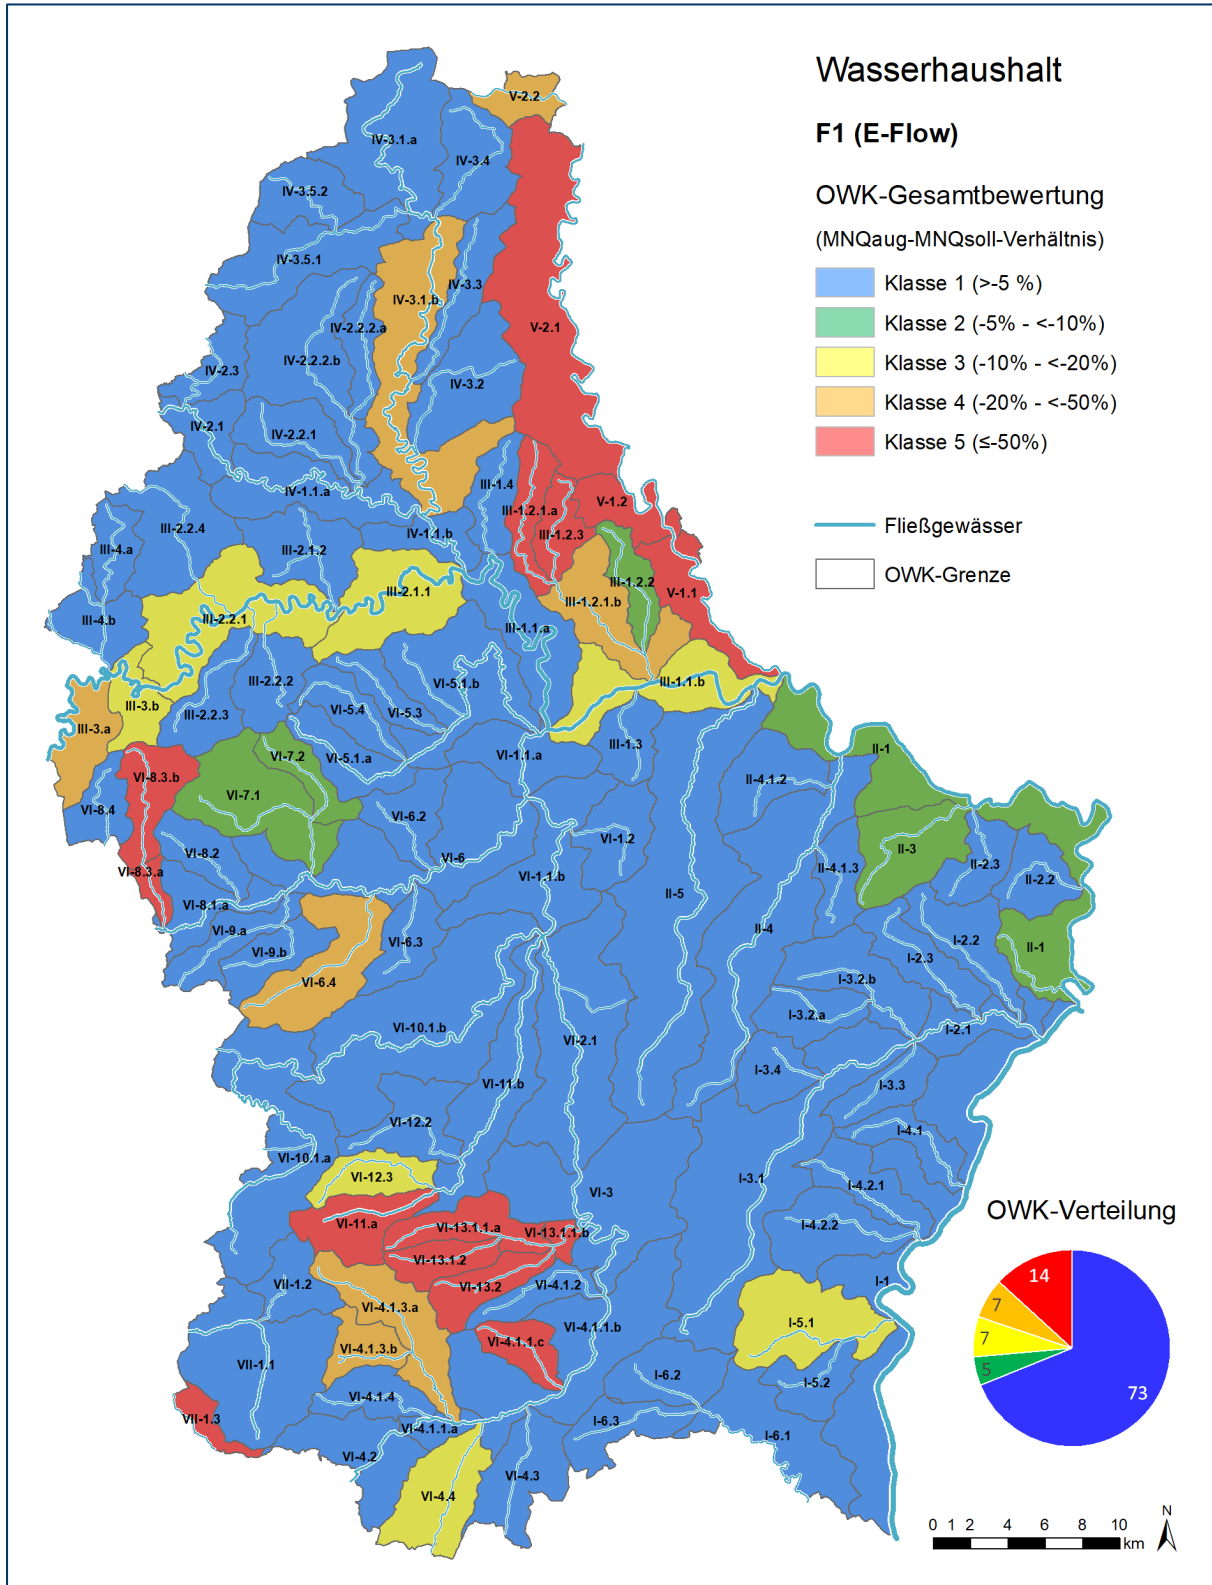 Wasserhaushalt
F1 (E-Flow)
OWK-Gesamtbewertung
(MNQaug-MNQsoll-Verhältnis)
Klasse 1 (>-5 %)
Klasse 2 (-5% - <-10%)
Klasse 3 (-10% - <-20%)
Klasse 4 (-20% - <-50%)
Klasse 5 (≤-50%)
Fließgewässer
OWK-Grenze
V-2.2
IV-3.1.a
IV-3.4
IV-3.5.2
IV-3.5.1
IV-3.3
IV-3.1.b
IV-2.2.2.a
V-2.1
IV-2.2.2.b
IV-2.3
IV-3.2
IV-2.1
IV-2.2.1
IV-1.1.a
III-1.4
V-1.2
III-1.2.1.a
III-2.2.4
IV-1.1.b
III-1.2.3
III-4.a
III-2.1.2
III-1.2.2
III-2.1.1
V-1.1
III-1.2.1.b
III-4.b
III-2.2.1
III-1.1.a
III-2.2.2
VI-5.1.b
III-1.1.b
III-3.b
VI-5.4
VI-5.3
III-2.2.3
III-3.a
III-1.3
II-1
VI-7.2
VI-5.1.a
VI-1.1.a
VI-8.3.b
II-4.1.2
VI-7.1
VI-8.4
VI-6.2
VI-1.2
II-3
VI-8.2
VI-6
II-2.3
VI-8.3.a
VI-1.1.b
II-4.1.3
II-2.2
II-5
VI-8.1.a
VI-9.a
II-4
I-2.2
VI-6.3
II-1
VI-9.b
I-2.3
VI-6.4
I-3.2.b
I-3.2.a
VI-10.1.b
I-2.1
VI-2.1
I-3.4
VI-11.b
I-3.3
VI-12.2
I-4.1
VI-10.1.a
VI-12.3
I-3.1
I-4.2.1
VI-3
VI-11.a
VI-13.1.1.a
VI-13.1.1.b
I-4.2.2
VI-13.1.2
VII-1.2
VI-13.2
VI-4.1.2
I-1
VI-4.1.3.a
I-5.1
VI-4.1.1.b
VI-4.1.1.c
VI-4.1.3.b
VII-1.1
I-6.2
I-5.2
VI-4.1.4
VII-1.3
I-6.3
VI-4.1.1.a
I-6.1
VI-4.2
VI-4.3
VI-4.4
OWK-Verteilung
14
7
7
5
73
N
0 1 2 4 6 8 10
km